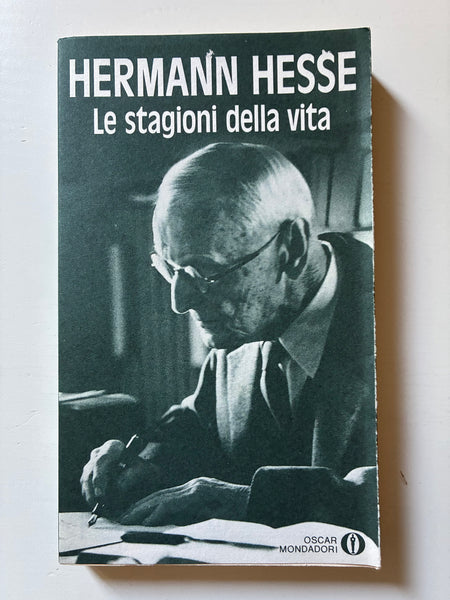 HERMANN HESSE
Le stagioni della vita
OSCAR
MONDADORI